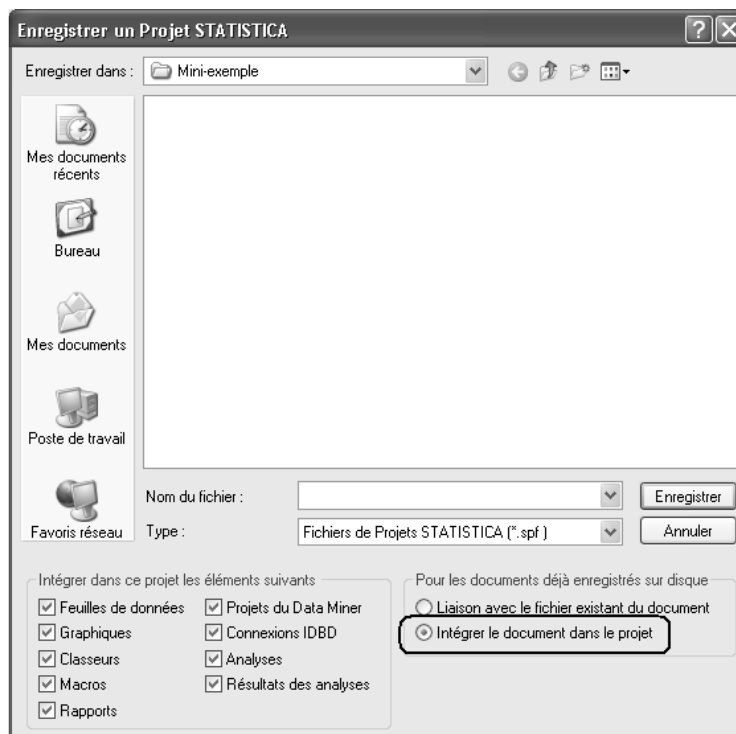 Enregistrer un Projet STATISTICA
Enregistrer dans :
Mini-exemple
Mes documents
récents
Bureau
Mes documents
Poste de travail
Favoris réseau
Nom du fichier :
Enregistrer
Type :
Fichiers de Projets STATISTICA (*.spf )
Annuler
Intégrer dans ce projet les éléments suivants
Feuilles de données
Graphiques
Classeurs
Macros
Rapports
Projets du Data Miner
Connexions IDBD
Analyses
Résultats des analyses
Pour les documents déjà enregistrés sur disque
Liaison avec le fichier existant du document
Intégrer le document dans le projet